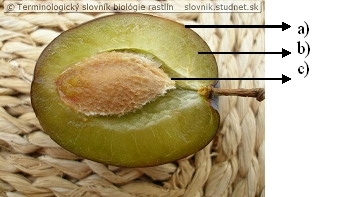 © Terminologický slovník biológie rastlín slovnik.studnet.sk
a)
b)
c)